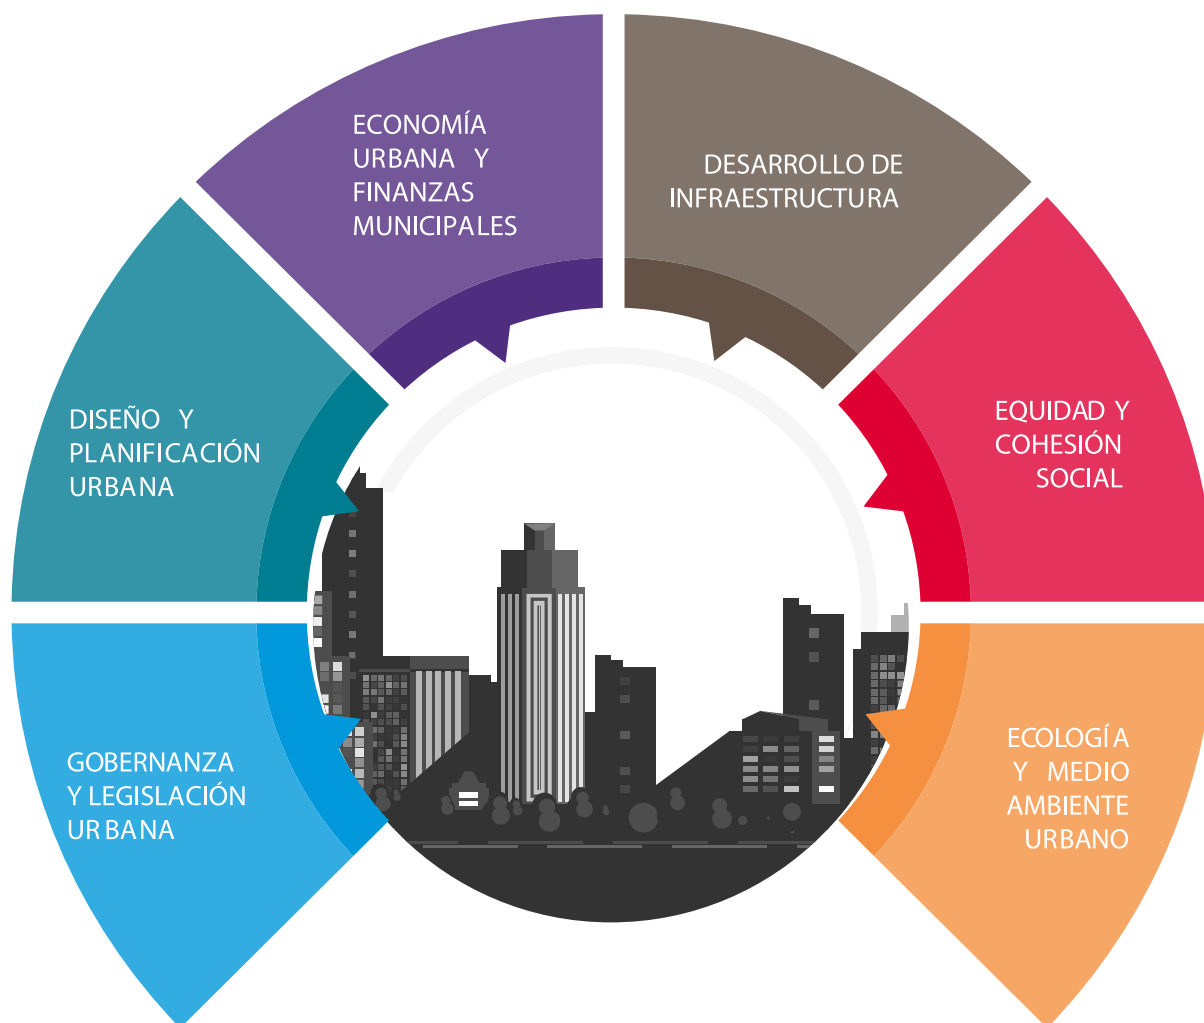 ECONOMÍA
URBANA Y
FINANZAS
MUNICIPALES
DESARROLLO DE
INFRAESTRUCTURA
DISEÑO Y
PLANIFICACIÓN
URBANA
EQUIDAD Y
COHESIÓN
SOCIAL
GOBERNANZA
Y LEGISLACIÓN
URBANA
ECOLOGÍA
Y MEDIO
AMBIENTE
URBANO